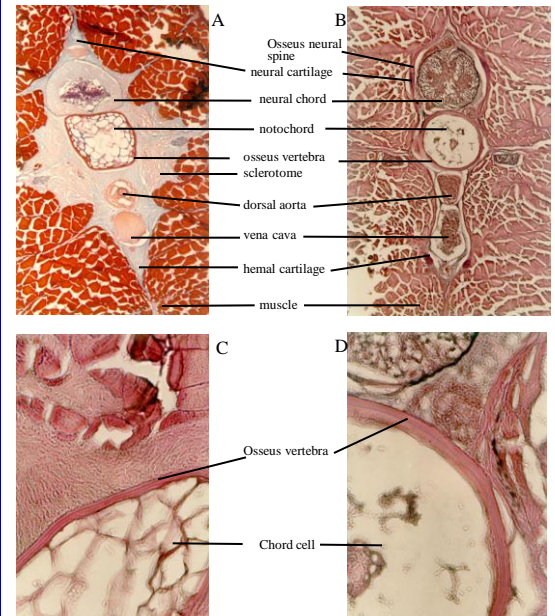 A
B
Osseus neural
spine
neural cartilage
neural chord
notochord
osseus vertebra
sclerotome
dorsal aorta
vena cava
hemal cartilage
muscle
C
D
Osseus vertebra
Chord cell